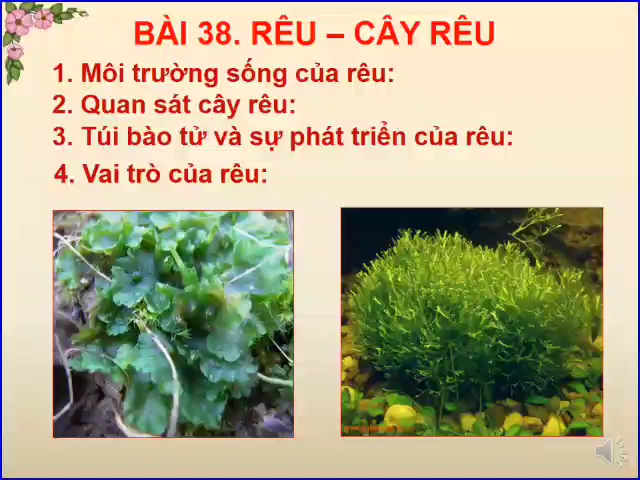 BÀI 38. RÊU – CÂY RÊU
1. Môi trường sống của rêu:
2. Quan sát cây rêu:
3. Túi bào tử và sự phát triển của rêu:
4. Vai trò của rêu: